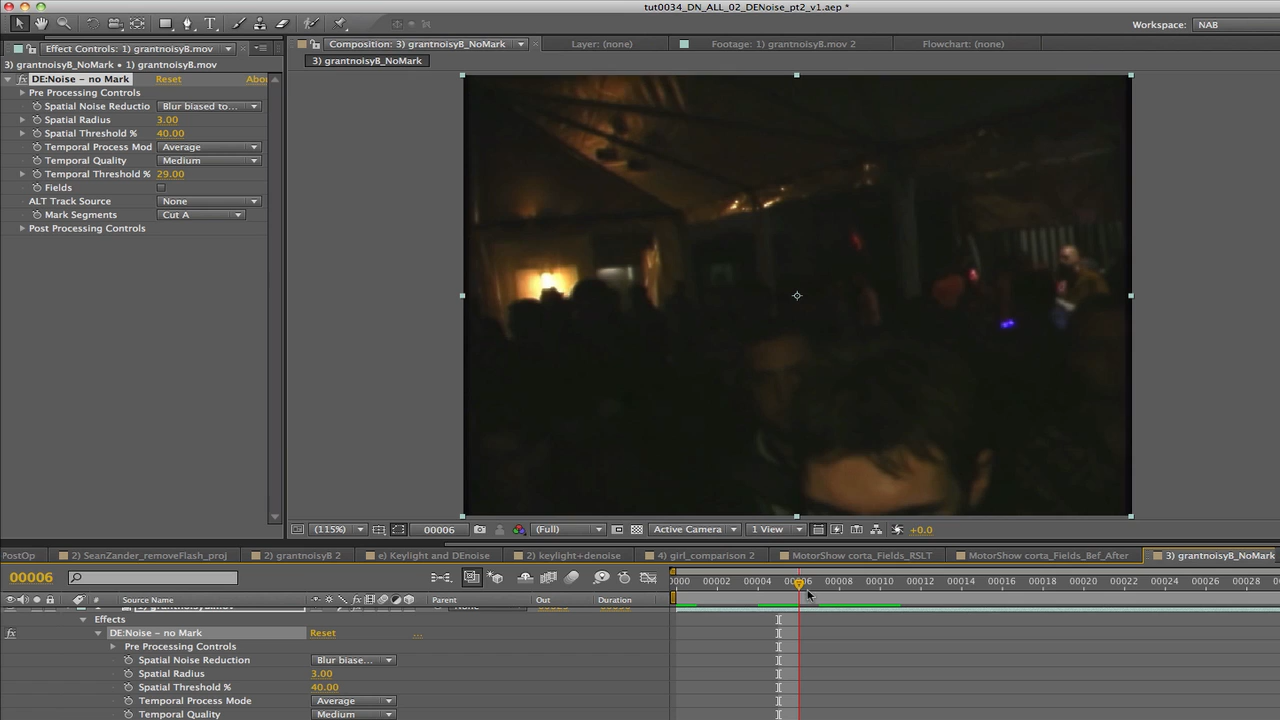 tut0034_DN_ALL_02_DENoise_pt2_v1.aep *
Workspace: NAB
Effect Controls: 1) grantnoisyB.mov
Composition: 3) grantnoisyB_NoMark
Layer: (none)
Footage: 1) grantnoisyB.mov 2
Flowchart: (none)
3) grantnoisyB_NoMark • 1) grantnoisyB.mov
3) grantnoisyB_NoMark
DE:Noise – no Mark Reset Abou
Pre Processing Controls
Spatial Noise Reductio Blur biased to...
Spatial Radius 3.00
Spatial Threshold % 40.00
Temporal Process Mod Average
Temporal Quality Medium
Temporal Threshold % 29.00
Fields
ALT Track Source None
Mark Segments Cut A
Post Processing Controls
(115%) 00006 (Full) Active Camera 1 View +0.0
PostOp 2) SeanZander_removeFlash_proj 2) grantnoisyB 2 e) Keylight and DEnoise 2) keylight+denoise 4) girl_comparison 2 MotorShow corta_Fields_RSLT MotorShow corta_Fields_Bef_After 3) grantnoisyB_NoMark
00006
0000 00002 00004 00006 00008 00010 00012 00014 00016 00018 00020 00022 00024 00026 00028
# Source Name Parent In Out Duration
Effects
DE:Noise – no Mark Reset ...
Pre Processing Controls
Spatial Noise Reduction Blur biase...
Spatial Radius 3.00
Spatial Threshold % 40.00
Temporal Process Mode Average
Temporal Quality Medium